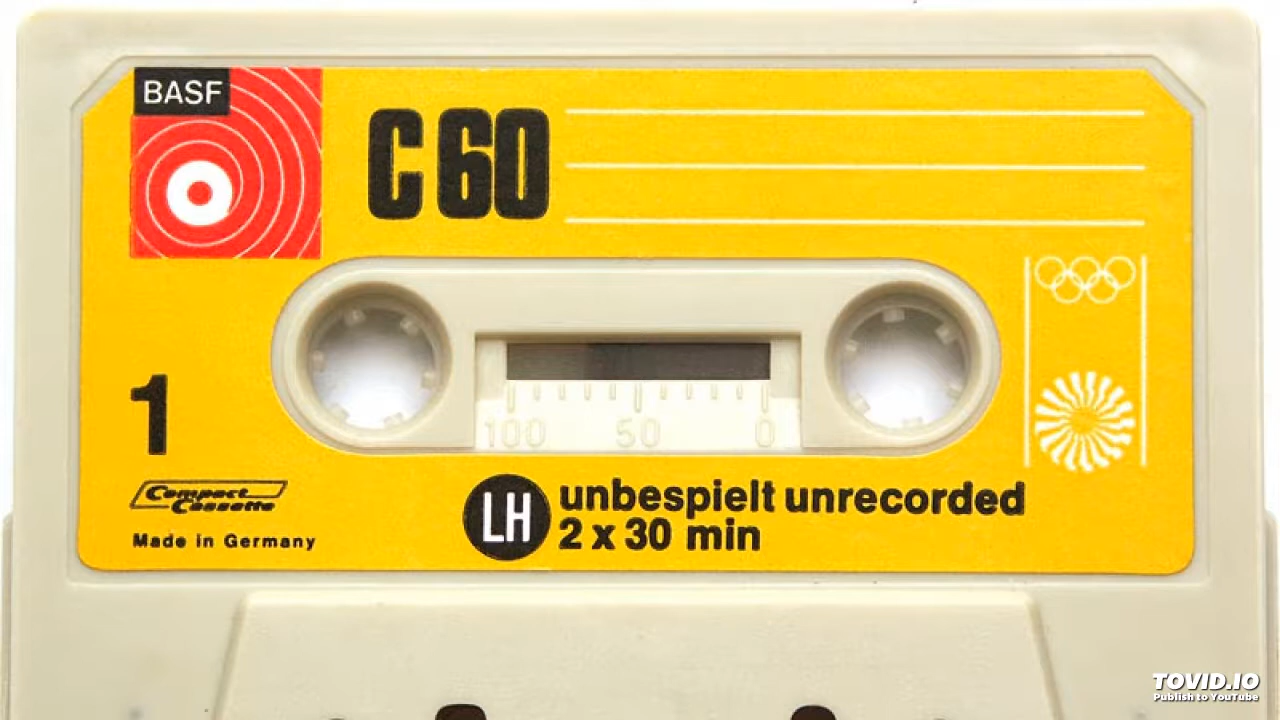 BASF
C60
1
100 50 0
Compact
Cassette
Made in Germany
LH
unbespielt unrecorded
2 x 30 min
TOVID.IO
Publish to YouTube